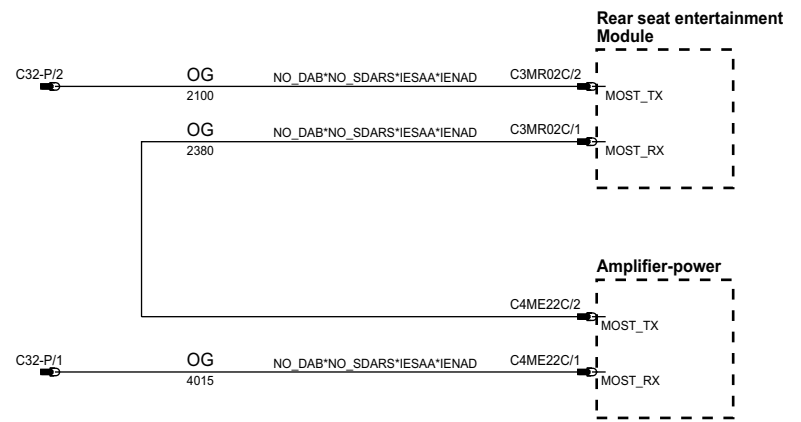 Rear seat entertainment
Module
C32-P/2
OG
NO_DAB*NO_SDARS*IESAA*IENAD
C3MR02C/2
2100
MOST_TX
OG
NO_DAB*NO_SDARS*IESAA*IENAD
C3MR02C/1
2380
MOST_RX
Amplifier-power
C4ME22C/2
MOST_TX
C32-P/1
OG
NO_DAB*NO_SDARS*IESAA*IENAD
C4ME22C/1
4015
MOST_RX